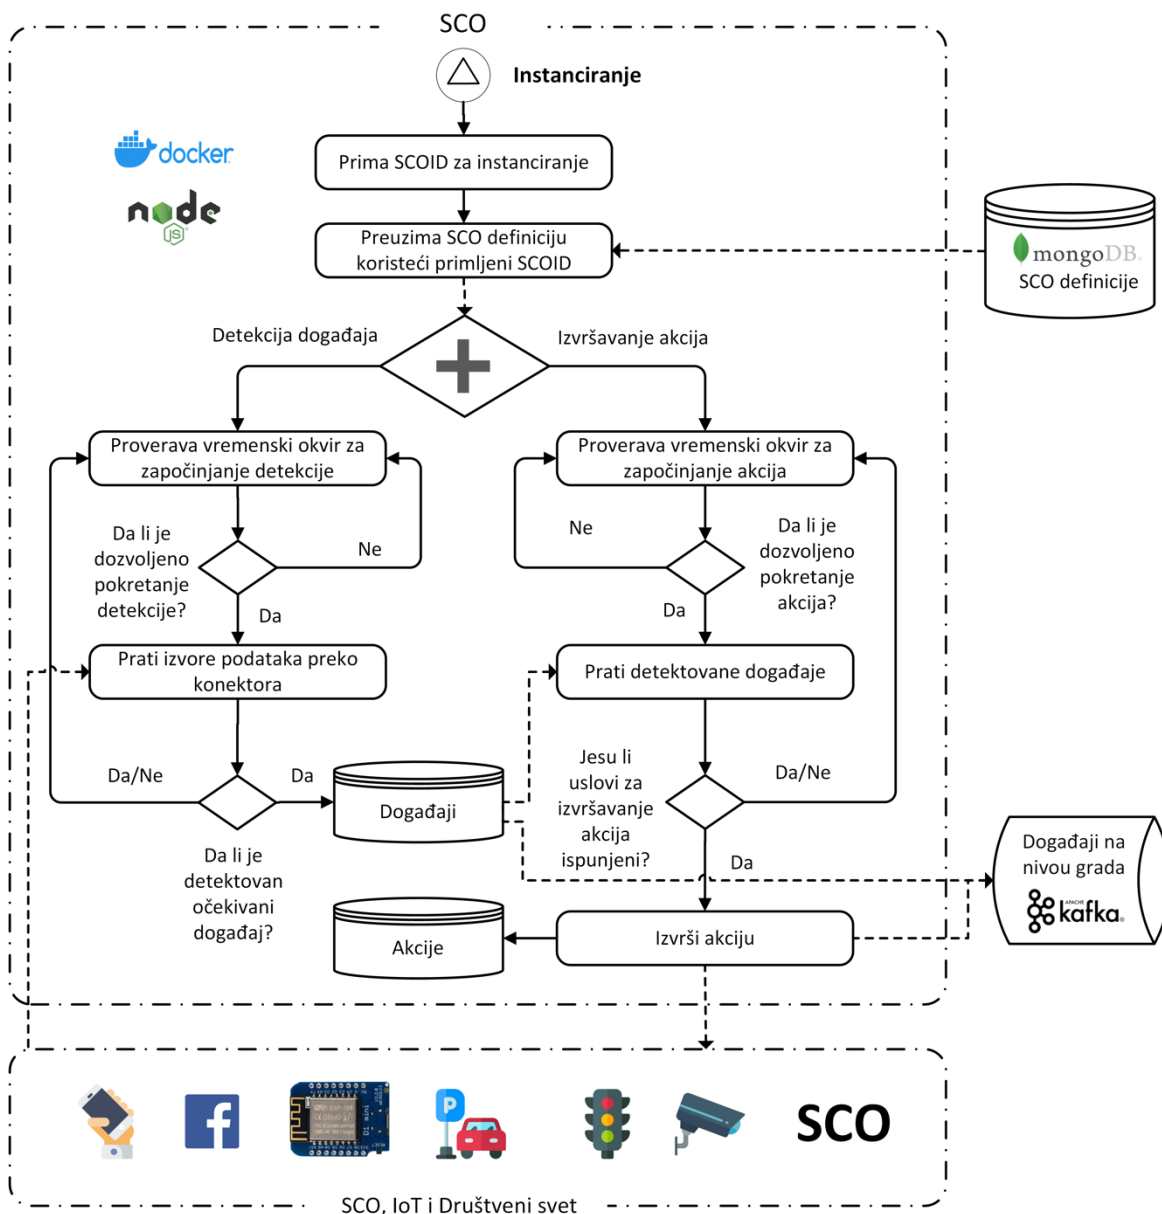 SCO
Instanciranje
docker
node
JS
Prima SCOID za instanciranje
Preuzima SCO definiciju
koristeći primljeni SCOID
mongoDB.
SCO definicije
Detekcija događaja
Izvršavanje akcija
Proverava vremenski okvir za
započinjanje detekcije
Proverava vremenski okvir za
započinjanje akcija
Da li je
dozvoljeno
pokretanje
detekcije?
Ne
Ne
Da li je
dozvoljeno
pokretanje
akcija?
Da
Da
Prati izvore podataka preko
konektora
Prati detektovane događaje
Da/Ne
Da
Događaji
Jesu li
uslovi za
izvršavanje
akcija
ispunjeni?
Da/Ne
Da li je
detektovan
očekivani
događaj?
Da
Događaji na
nivou grada
APACHE
kafka®
Akcije
Izvrši akciju
P
SCO
SCO, IoT i Društveni svet